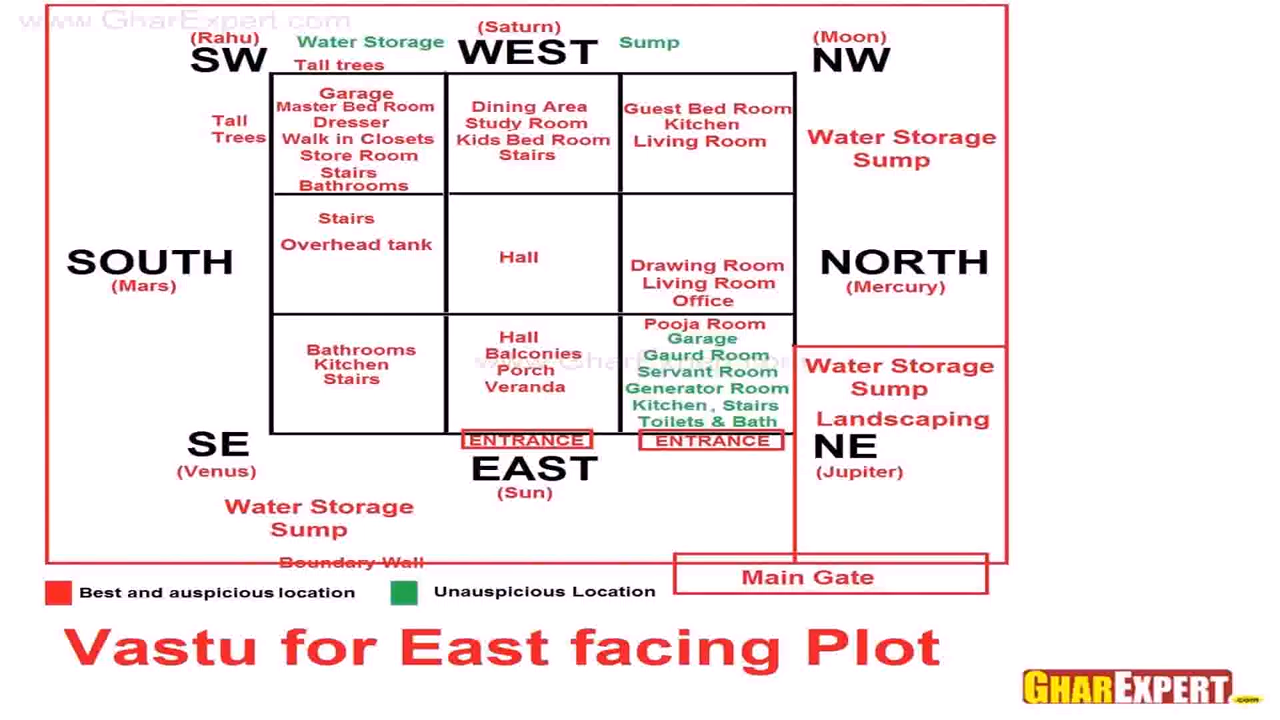 www.GharExpert.com
(Rahu)
SW
Water Storage
Tall trees
(Saturn)
WEST
Sump
(Moon)
NW
Tall
Trees
Garage
Master Bed Room
Dresser
Walk in Closets
Store Room
Stairs
Bathrooms
Dining Area
Study Room
Kids Bed Room
Stairs
Guest Bed Room
Kitchen
Living Room
Water Storage
Sump
SOUTH
(Mars)
Stairs
Overhead tank
Hall
Drawing Room
Living Room
Office
NORTH
(Mercury)
Bathrooms
Kitchen
Stairs
Hall
Balconies
Porch
Veranda
Pooja Room
Garage
Gaurd Room
Servant Room
Generator Room
Kitchen, Stairs
Toilets & Bath
Water Storage
Sump
Landscaping
SE
(Venus)
ENTRANCE
EAST
(Sun)
ENTRANCE
NE
(Jupiter)
Water Storage
Sump
Boundary Wall
Main Gate
Best and auspicious location
Unauspicious Location
Vastu for East facing Plot
GHAREXPERT.com